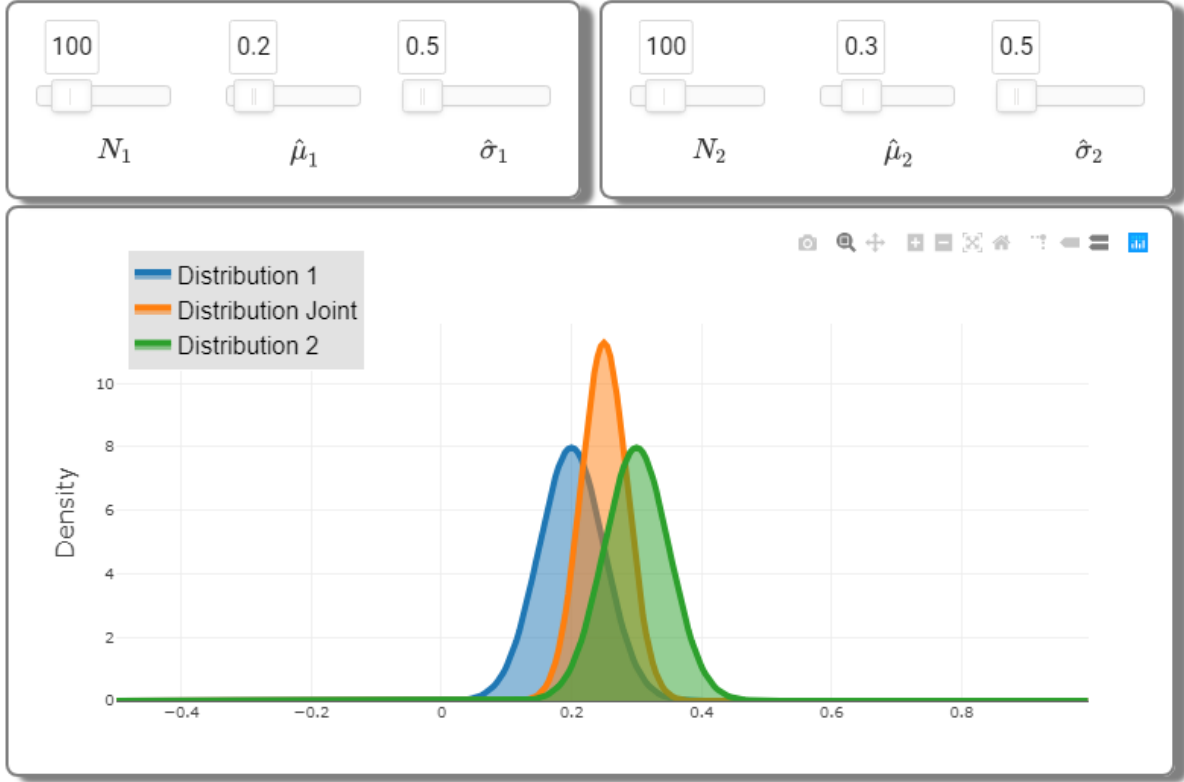 100 0.2 0.5
N̂₁ μ̂₁ σ̂₁
100 0.3 0.5
N₂ μ̂₂ σ̂₂
Distribution 1
Distribution Joint
Distribution 2
Density
10
8
6
4
2
0
−0.4 −0.2 0 0.2 0.4 0.6 0.8